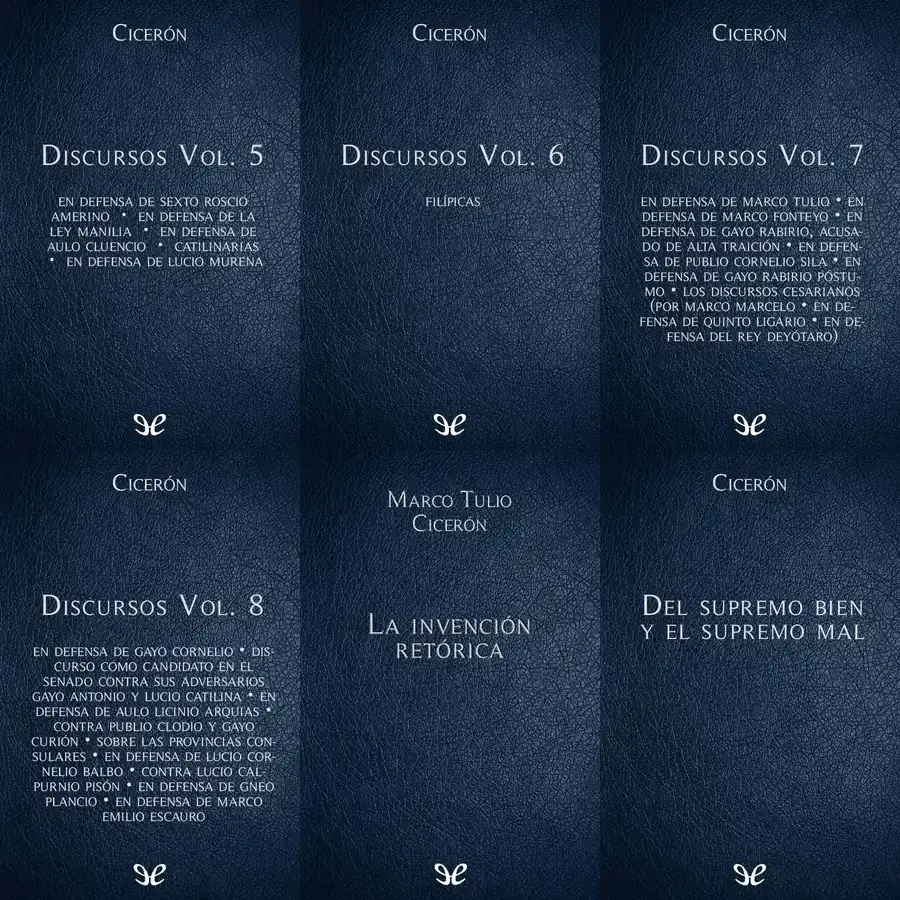 Cicerón
Discursos Vol. 5
en defensa de Sexto Roscio
Amerino • en defensa de la
ley Manilia • en defensa de
Aulo Cluencio • Catilinarias
• en defensa de Lucio Murena
Cicerón
Discursos Vol. 6
Filípicas
Cicerón
Discursos Vol. 7
en defensa de Marco Tulio • en
defensa de Marco Fonteyo • en
defensa de Gayo Rabirio, acusa-
do de alta traición • en defen-
sa de Publio Cornelio Sila • en
defensa de Gayo Rabirio Póstu-
mo • los discursos cesarianos
(por Marco Marcelo • en de-
fensa de Quinto Ligario • en de-
fensa del rey Deyótaro)
Cicerón
Discursos Vol. 8
en defensa de Gayo Cornelio • dis-
curso como candidato en el
senado contra sus adversarios
Gayo Antonio y Lucio Catilina • en
defensa de Aulo Licinio Arquias •
contra Publio Clodio y Gayo
Curión • sobre las provincias con-
sulares • en defensa de Lucio Cor-
nelio Balbo • contra Lucio Cal-
purnio Pisón • en defensa de Gneo
Plancio • en defensa de Marco
Emilio Escauro
Marco Tulio
Cicerón
La invención
retórica
Cicerón
Del supremo bien
y el supremo mal